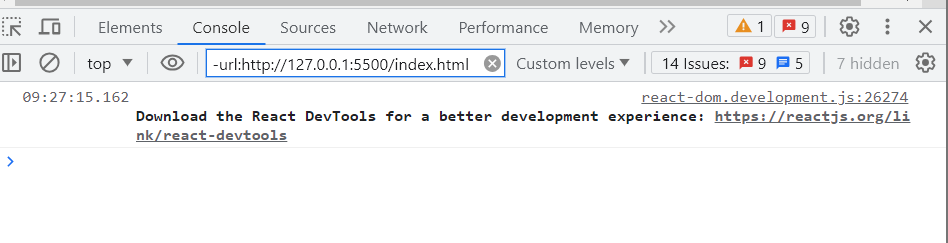 Elements Console Sources Network Performance Memory 1 9
top -url:http://127.0.0.1:5500/index.html Custom levels 14 Issues: 9 5 7 hidden
09:27:15.162 react-dom.development.js:26274
Download the React DevTools for a better development experience: https://reactjs.org/li
nk/react-devtools